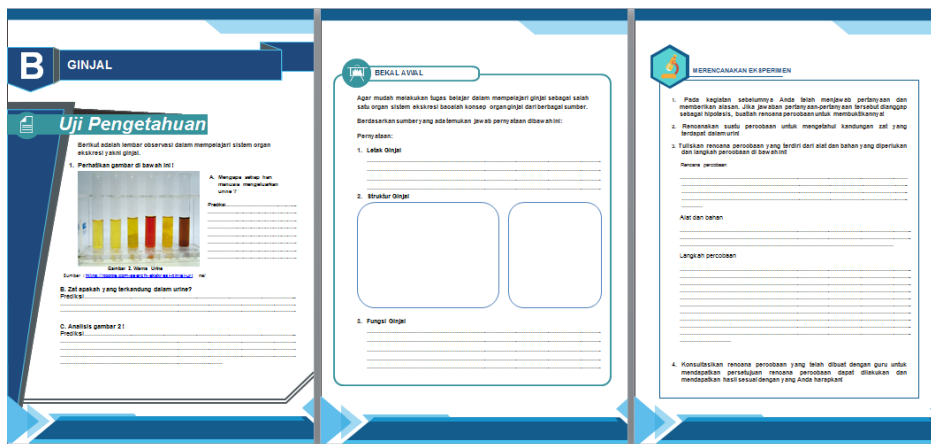 B
GINJAL
Uji Pengetahuan
Berikut adalah lembar observasi dalam mempelajari sistem organ
ekskresi yakni ginjal.
1. Perhatikan gambar di bawah ini!
A. Mengapa setiap hari
manusia mengeluarkan
urine ?
Prediksi
Gambar 2. Warna Urine
Sumber :
B. Zat apakah yang terkandung dalam urine?
Prediksi
C. Analisis gambar 2 !
Prediksi
BEKAL AWAL
Agar mudah melakukan tugas belajar dalam mempelajari ginjal sebagai salah
satu organ sistem ekskresi bacalah konsep organ ginjal dari berbagai sumber.
Berdasarkan sumber yang ada temukan jawab pernyataan dibawah ini:
Pernyataan:
1. Letak Ginjal
2. Struktur Ginjal
3. Fungsi Ginjal
MERENCANAKAN EKSPERIMEN
1. Pada kegiatan sebelumnya Anda telah menjawab pertanyaan dan
memberikan alasan. Jika jawaban pertanyaan-pertanyaan tersebut dianggap
sebagai hipotesis, buatlah rencana percobaan untuk membuktikannya!
2. Rencanakan suatu percobaan untuk mengetahui kandungan zat yang
terdapat dalam urin!
3. Tuliskan rencana percobaan yang terdiri dari alat dan bahan yang diperlukan
dan langkah percobaan di bawah ini!
Rencana percobaan
Alat dan bahan
Langkah percobaan
4. Konsultasikan rencana percobaan yang telah dibuat dengan guru untuk
mendapatkan persetujuan rencana percobaan dapat dilakukan dan
mendapatkan hasil sesuai dengan yang Anda harapkan!